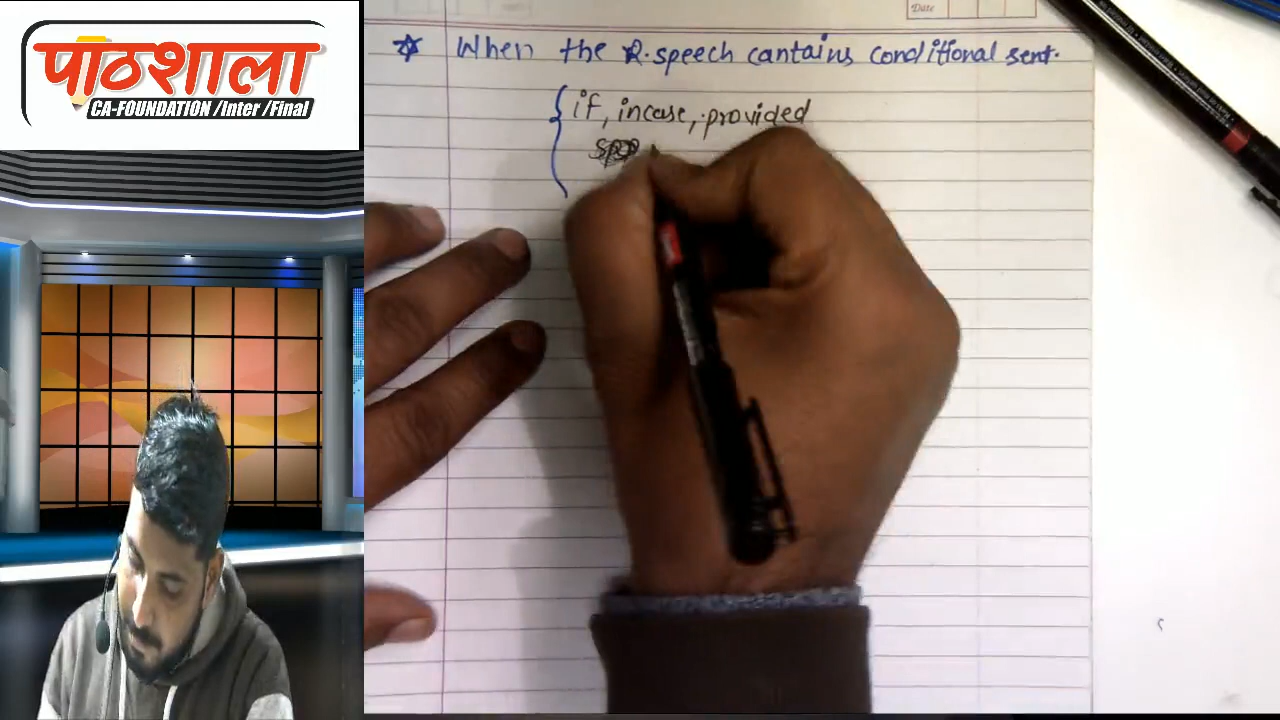 पाठशाला
CA-FOUNDATION /Inter /Final
Date
☆ When the R.speech cantains conditional sent.
if, incase, provided